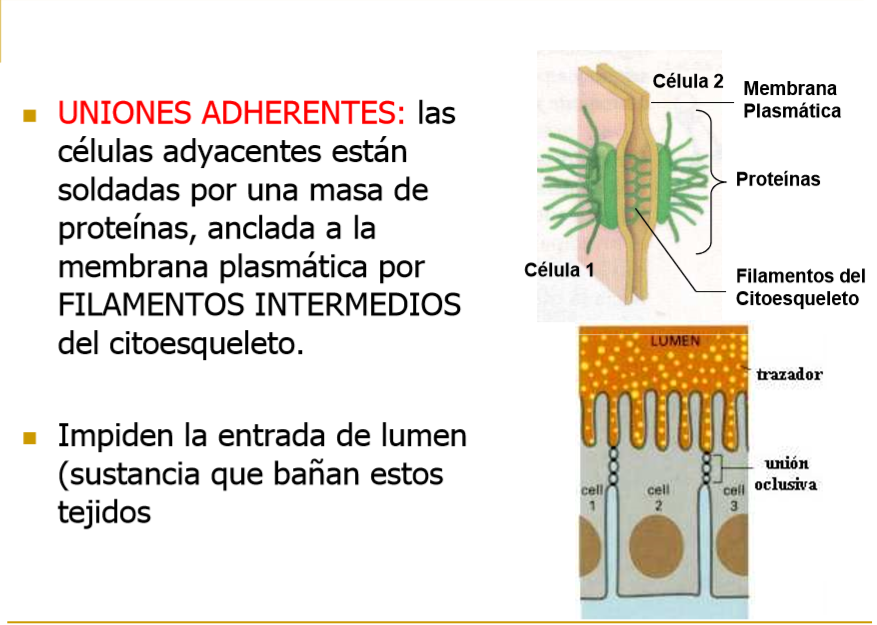 UNIONES ADHERENTES: las
células adyacentes están
soldadas por una masa de
proteínas, anclada a la
membrana plasmática por
FILAMENTOS INTERMEDIOS
del citoesqueleto.
Impiden la entrada de lumen
(sustancia que bañan estos
tejidos
Célula 2
Membrana
Plasmática
Proteínas
Célula 1
Filamentos del
Citoesqueleto
LUMEN
trazador
unión
oclusiva
cell
1
cell
2
cell
3